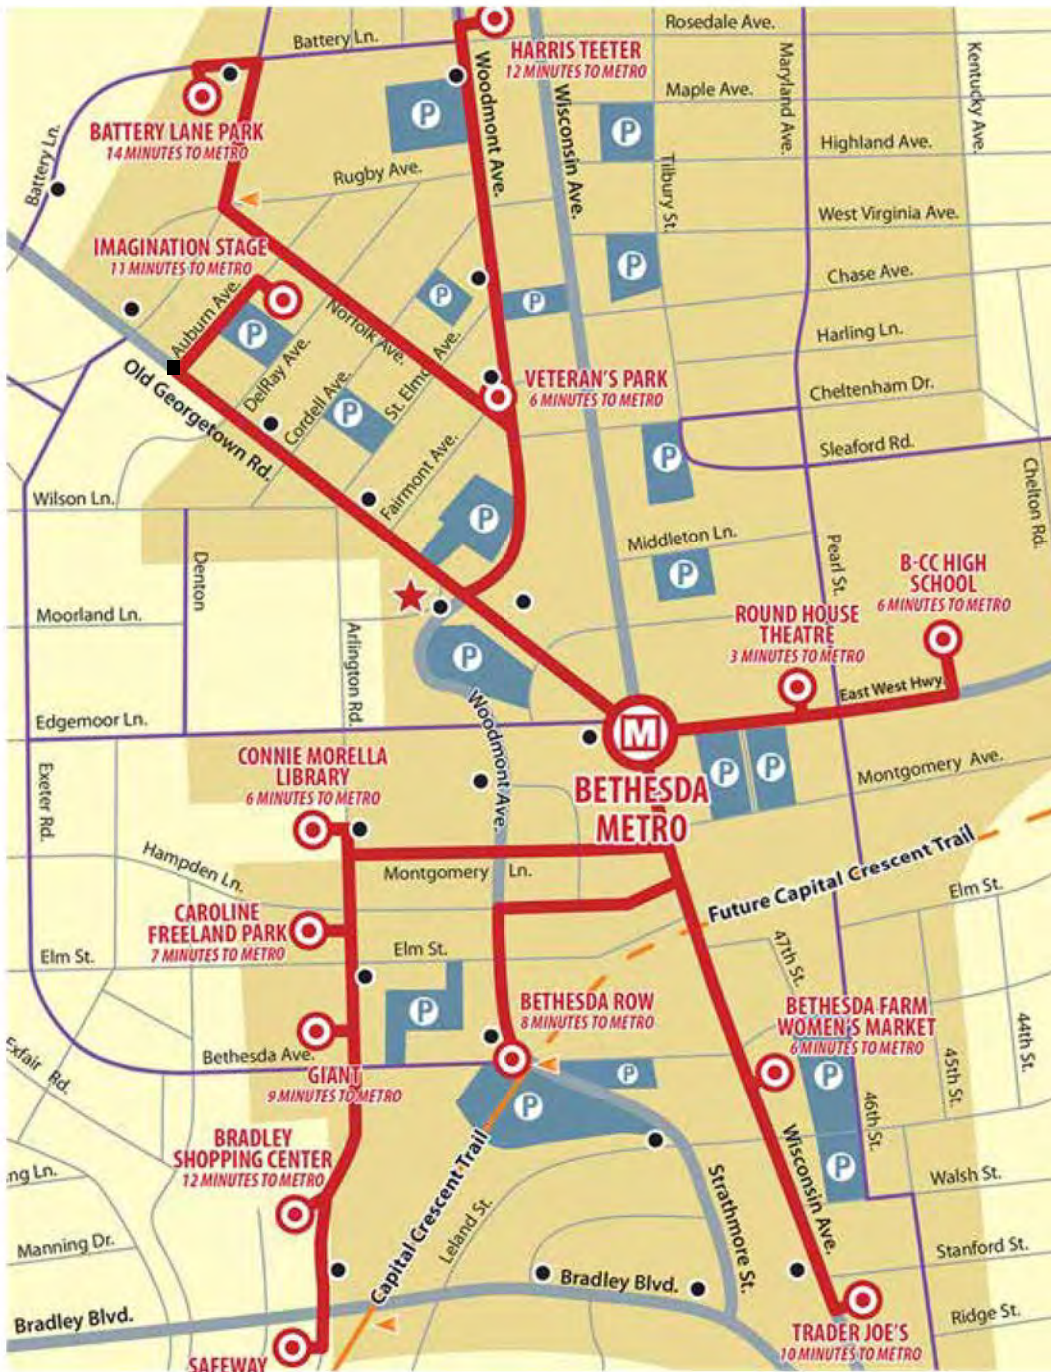 Rosedale Ave.
Battery Ln.
HARRIS TEETER
12 MINUTES TO METRO
Woodmont Ave.
Wisconsin Ave.
Maryland Ave.
Kentucky Ave.
Maple Ave.
P
P
BATTERY LANE PARK
14 MINUTES TO METRO
Highland Ave.
Battery Ln.
Rugby Ave.
Tilbury St.
West Virginia Ave.
IMAGINATION STAGE
11 MINUTES TO METRO
P
Chase Ave.
Auburn Ave.
P
P
P
Norfolk Ave.
Harling Ln.
Old Georgetown Rd.
DelRay Ave.
Cordell Ave.
St. Elmo Ave.
P
VETERAN'S PARK
6 MINUTES TO METRO
Cheltenham Dr.
Sleaford Rd.
P
Fairmont Ave.
Chelton Rd.
Wilson Ln.
P
Middleton Ln.
P
Denton
Pearl St.
B-CC HIGH
SCHOOL
6 MINUTES TO METRO
Moorland Ln.
Arlington Rd.
ROUND HOUSE
THEATRE
3 MINUTES TO METRO
P
East West Hwy.
Edgemoor Ln.
Woodmont Ave.
M
BETHESDA
METRO
P
P
Montgomery Ave.
CONNIE MORELLA
LIBRARY
6 MINUTES TO METRO
Exeter Rd.
Hampden Ln.
Montgomery Ln.
Future Capital Crescent Trail
Elm St.
CAROLINE
FREELAND PARK
7 MINUTES TO METRO
Elm St.
Elm St.
47th St.
P
BETHESDA ROW
8 MINUTES TO METRO
BETHESDA FARM
WOMEN'S MARKET
6 MINUTES TO METRO
44th St.
45th St.
46th St.
Exfair Rd.
Bethesda Ave.
GIANT
9 MINUTES TO METRO
P
P
P
BRADLEY
SHOPPING CENTER
12 MINUTES TO METRO
Capital Crescent Trail
Leland St.
Strathmore St.
Wisconsin Ave.
P
Walsh St.
ng Ln.
Manning Dr.
Stanford St.
Bradley Blvd.
Bradley Blvd.
Ridge St.
TRADER JOE'S
10 MINUTES TO METRO
SAFEWAY